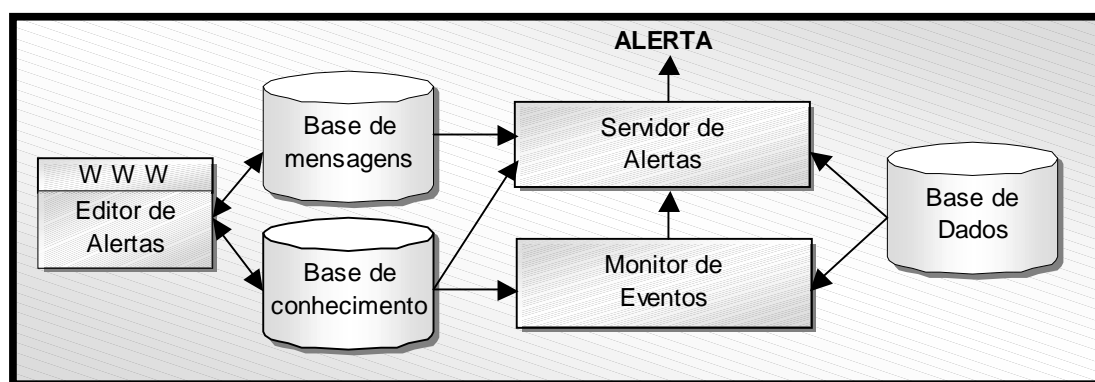 ALERTA
Base de
mensagens
Servidor de
Alertas
W W W
Editor de
Alertas
Base de
Dados
Base de
conhecimento
Monitor de
Eventos